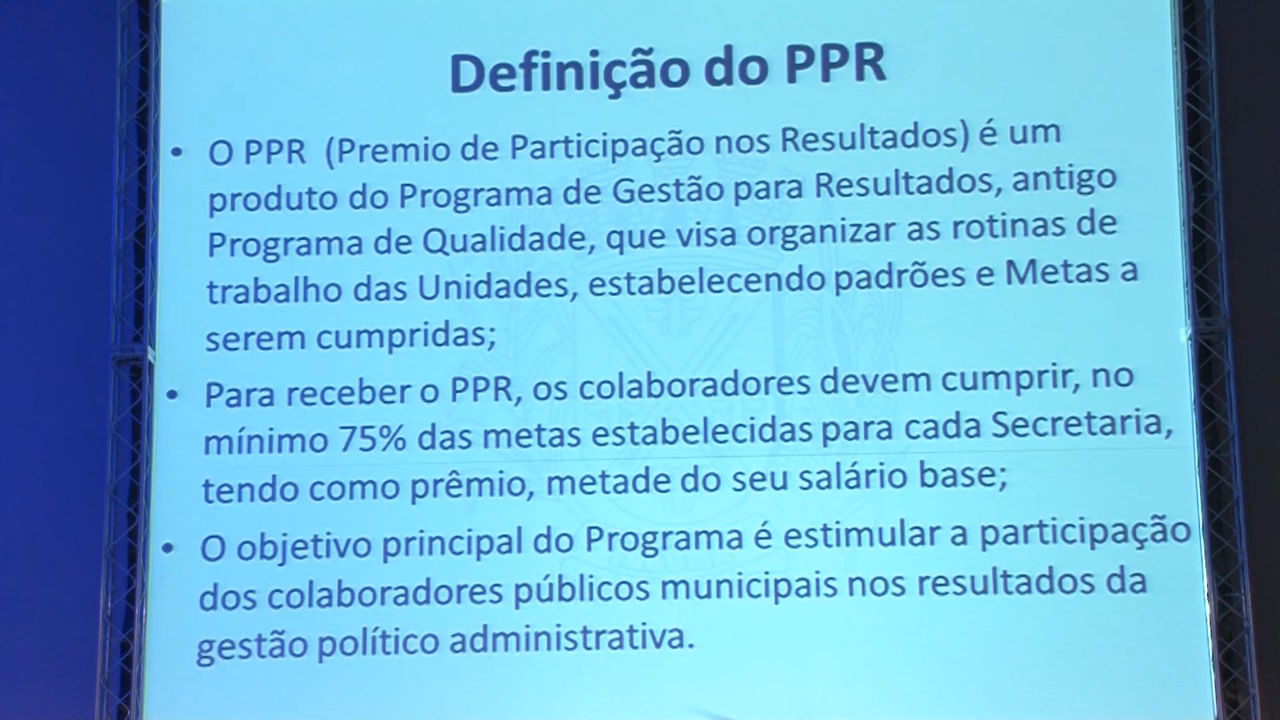 Definição do PPR
• O PPR (Premio de Participação nos Resultados) é um
produto do Programa de Gestão para Resultados, antigo
Programa de Qualidade, que visa organizar as rotinas de
trabalho das Unidades, estabelecendo padrões e Metas a
serem cumpridas;
• Para receber o PPR, os colaboradores devem cumprir, no
mínimo 75% das metas estabelecidas para cada Secretaria,
tendo como prêmio, metade do seu salário base;
• O objetivo principal do Programa é estimular a participação
dos colaboradores públicos municipais nos resultados da
gestão político administrativa.